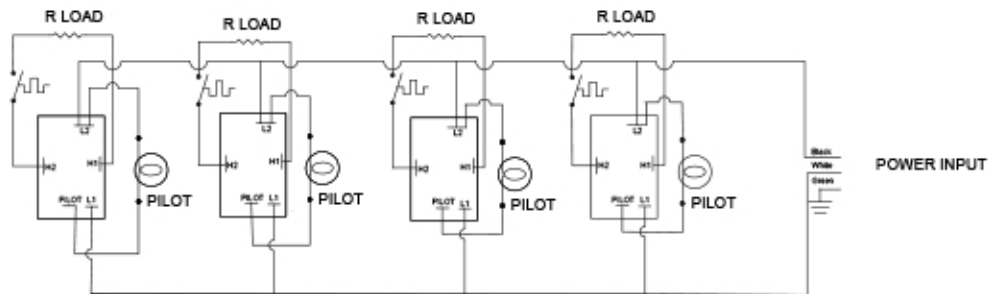 R LOAD
R LOAD
R LOAD
R LOAD
L2
L2
L2
L2
H2
H1
H2
H1
H2
H1
H2
H1
Black
White
Green
POWER INPUT
PILOT
PILOT
PILOT
PILOT
PILOT L1
PILOT L1
PILOT L1
PILOT L1